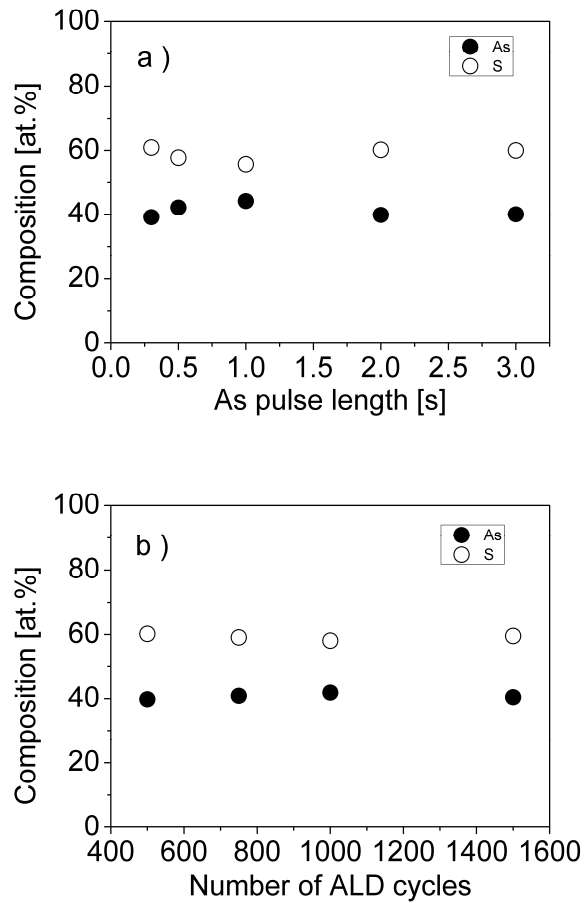 100
80
60
40
20
0
Composition [at.%]
a )
As
S
0.0 0.5 1.0 1.5 2.0 2.5 3.0
As pulse length [s]
100
80
60
40
20
0
Composition [at.%]
b )
As
S
400 600 800 1000 1200 1400 1600
Number of ALD cycles